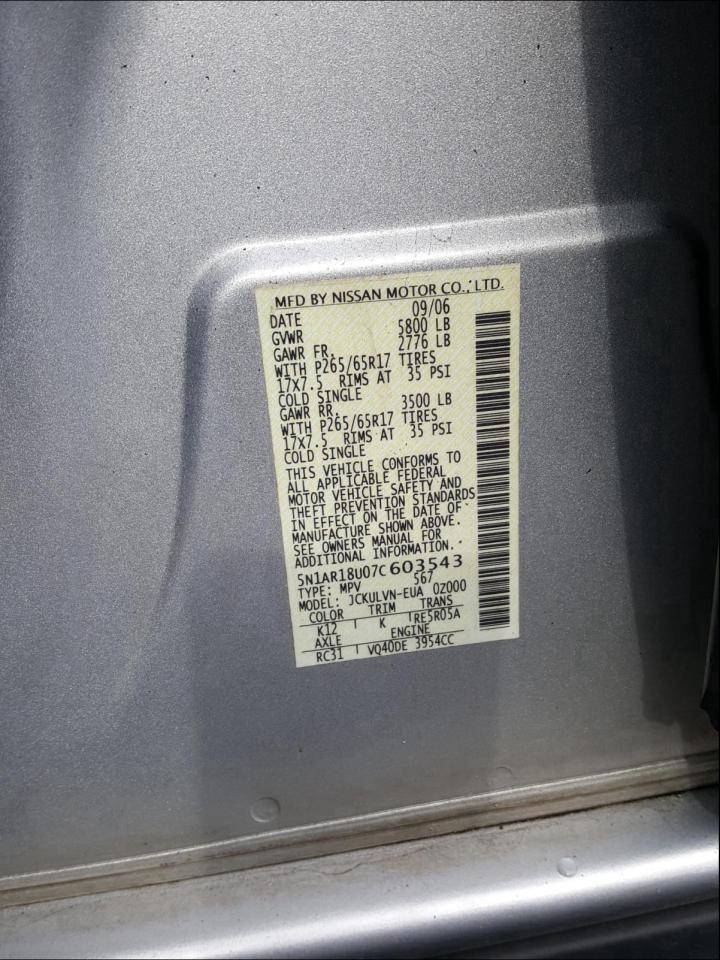 MFD BY NISSAN MOTOR CO., LTD.
DATE 09/06
GVWR 5800 LB
GAWR FR. 2776 LB
WITH P265/65R17 TIRES
17X7.5 RIMS AT 35 PSI
COLD SINGLE
GAWR RR. 3500 LB
WITH P265/65R17 TIRES
17X7.5 RIMS AT 35 PSI
COLD SINGLE
THIS VEHICLE CONFORMS TO
ALL APPLICABLE FEDERAL
MOTOR VEHICLE SAFETY AND
THEFT PREVENTION STANDARDS
IN EFFECT ON THE DATE OF
MANUFACTURE SHOWN ABOVE.
SEE OWNERS MANUAL FOR
ADDITIONAL INFORMATION.
5N1AR18U07C603543
TYPE: MPV 567
MODEL: JCKULVN-EUA 0Z000
COLOR TRIM TRANS
K12 K RE5R05A
AXLE ENGINE
RC31 VQ40DE 3954CC